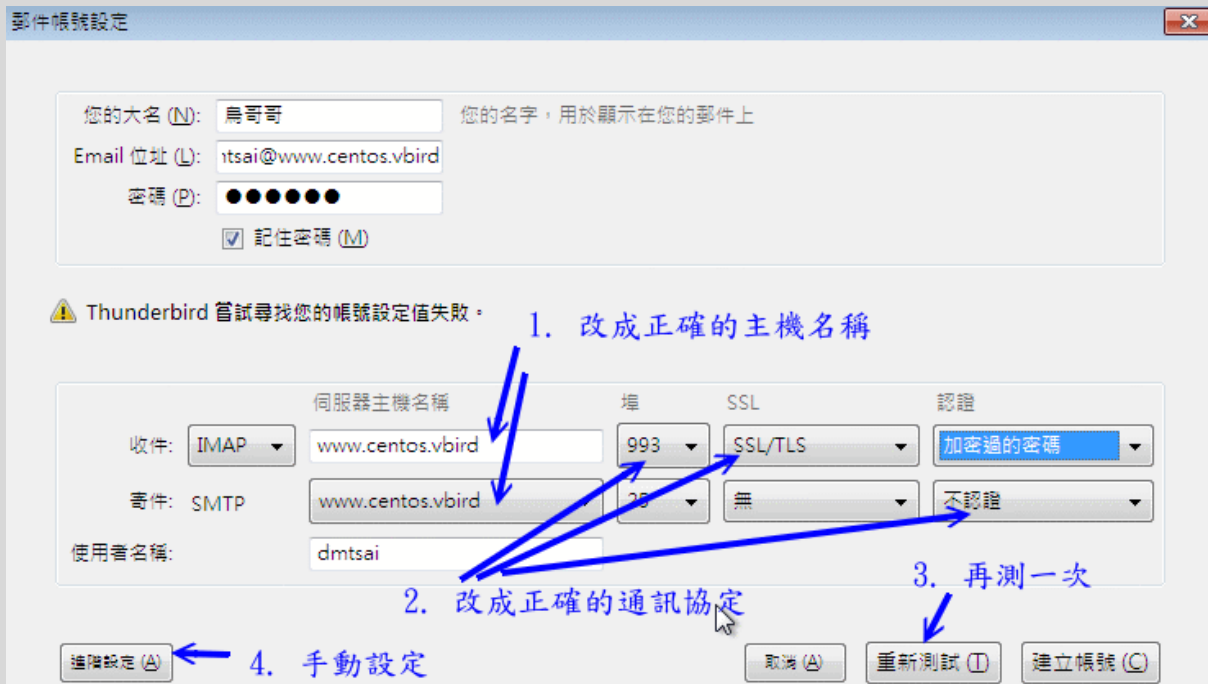 郵件帳號設定
您的大名 (N): 鳥哥哥 您的名字，用於顯示在您的郵件上
Email 位址 (L): ntsai@www.centos.vbird
密碼 (P): ●●●●●●
記住密碼 (M)
Thunderbird 嘗試尋找您的帳號設定值失敗。
1. 改成正確的主機名稱
伺服器主機名稱 埠 SSL 認證
收件: IMAP www.centos.vbird 993 SSL/TLS 加密過的密碼
寄件: SMTP www.centos.vbird 25 無 不認證
使用者名稱: dmtsai
2. 改成正確的通訊協定
3. 再測一次
4. 手動設定
進階設定 (A) 取消 (A) 重新測試 (T) 建立帳號 (C)